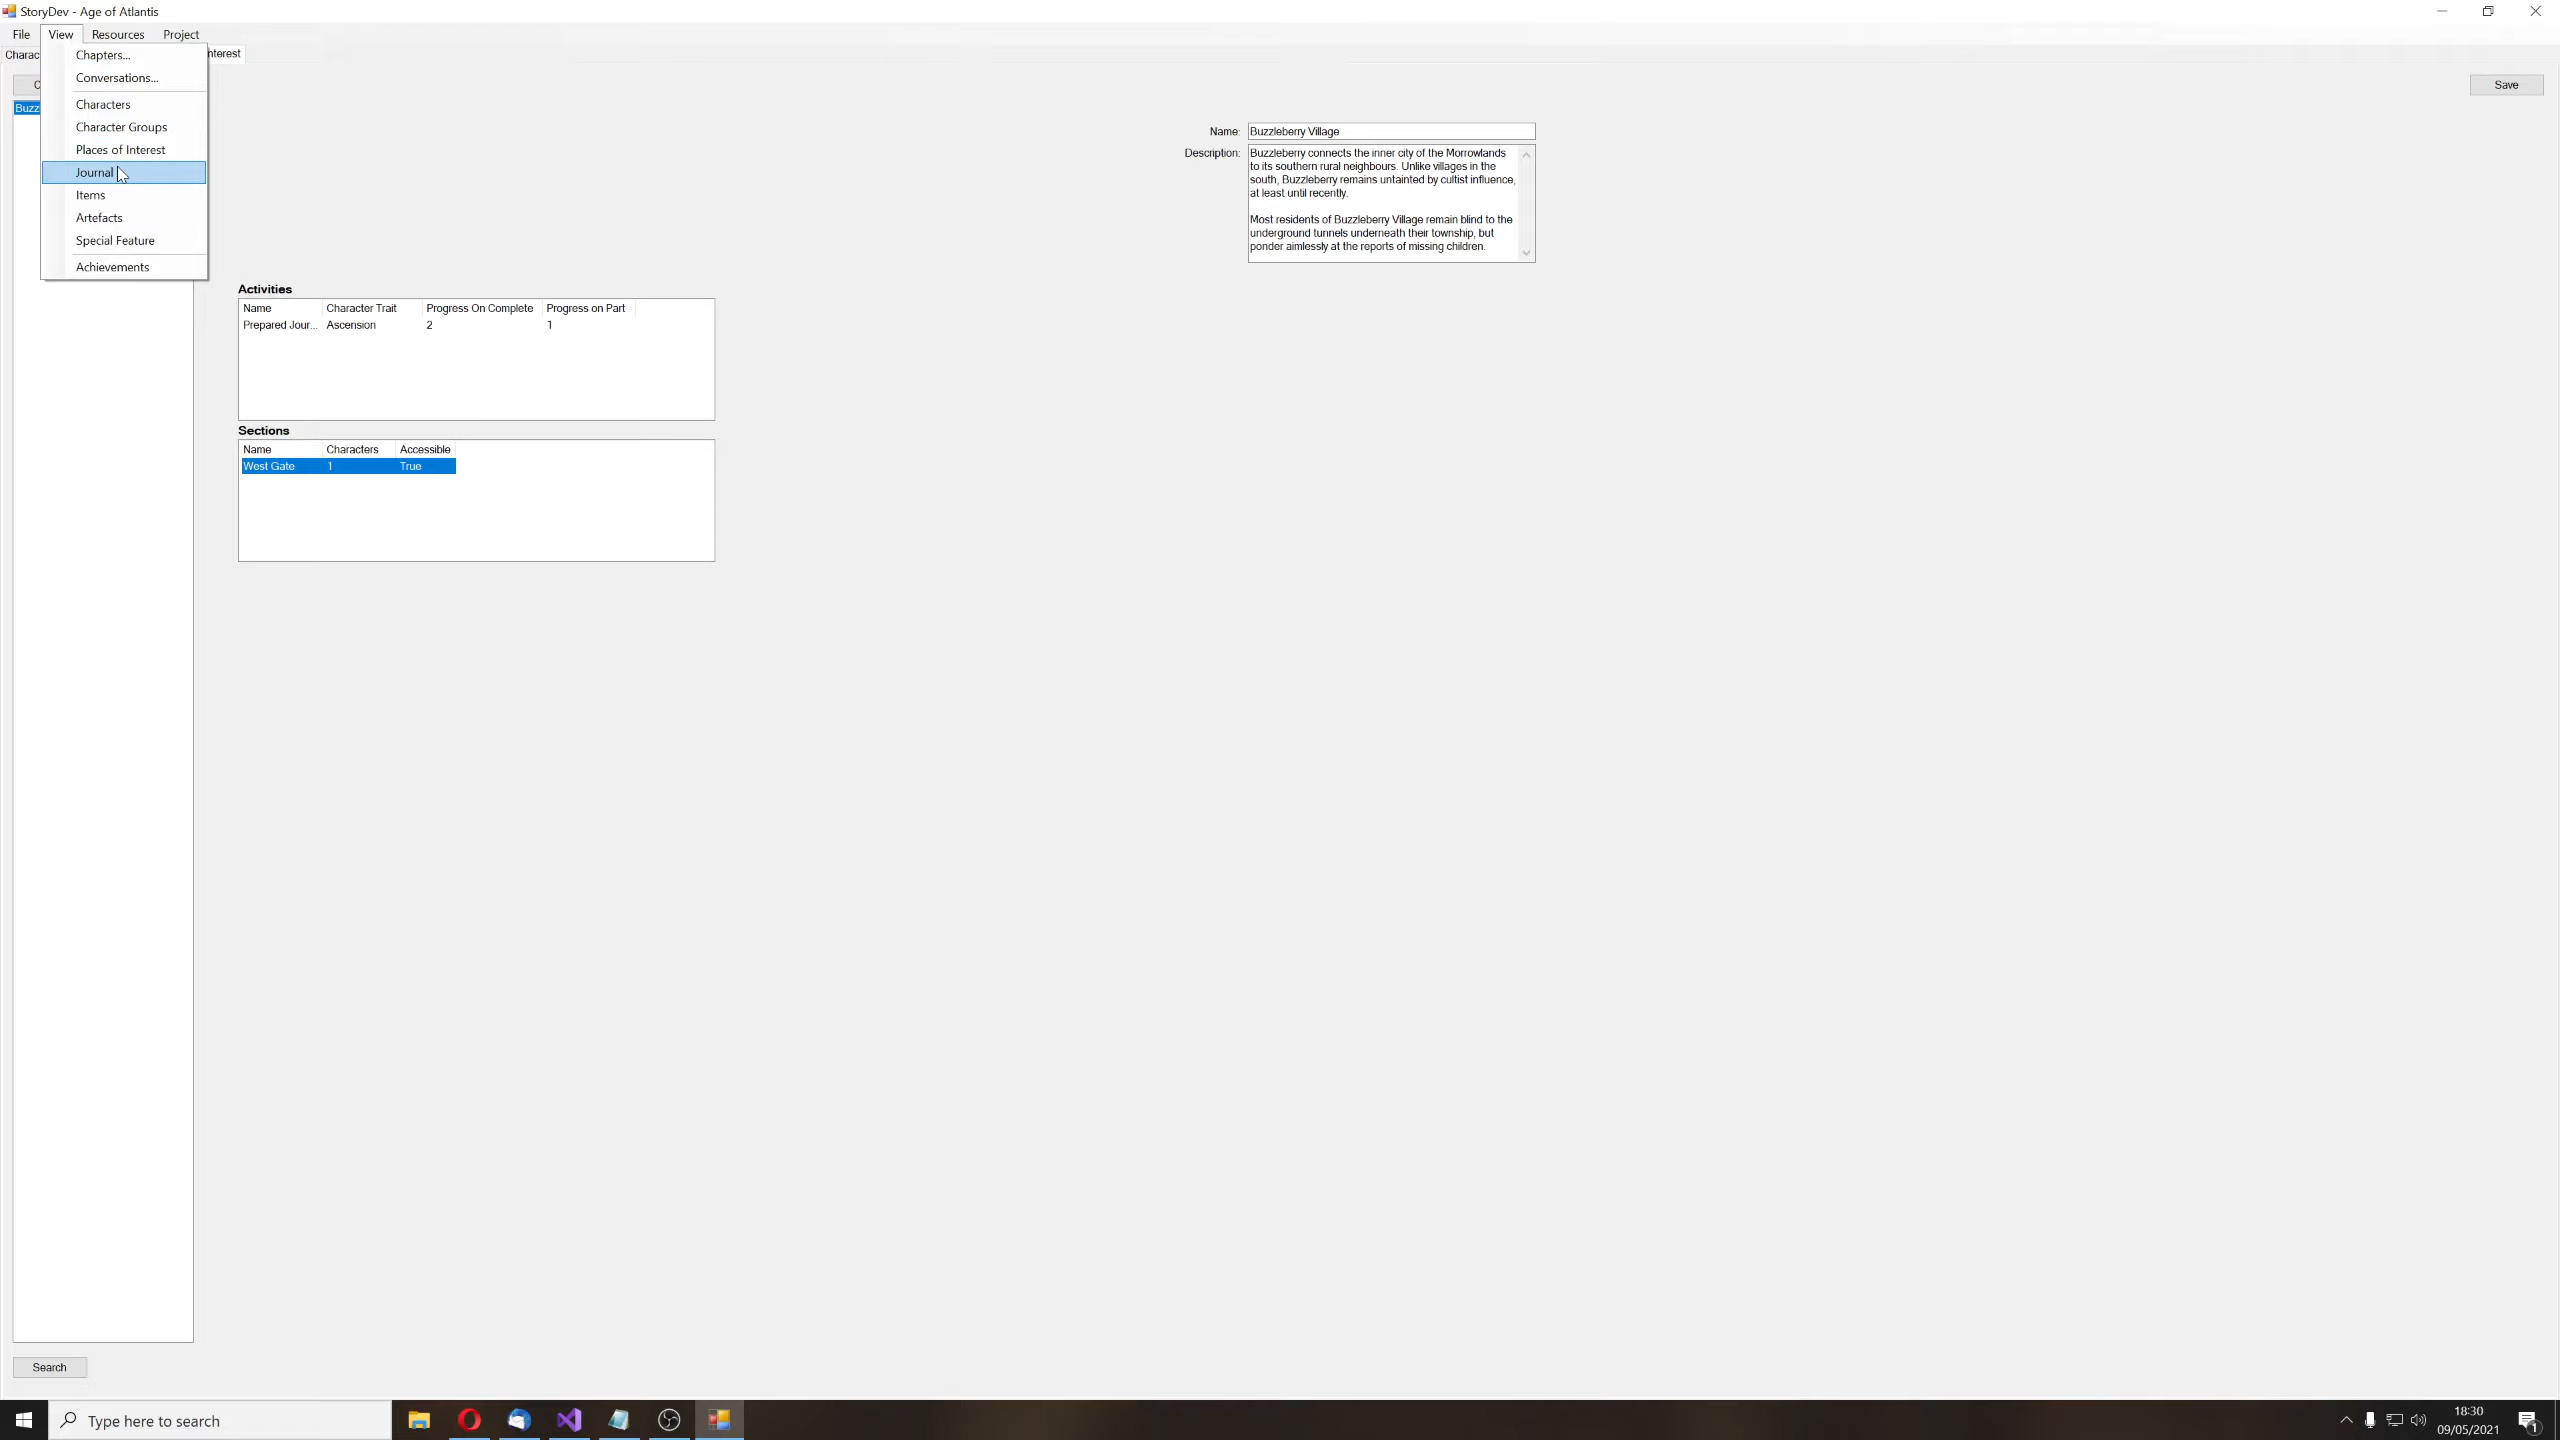 StoryDev - Age of Atlantis
File View Resources Project
Charac nterest
Chapters...
Conversations...
Characters
Character Groups
Places of Interest
Journal
Items
Artefacts
Special Feature
Achievements
C
Save
Buzz
Name: Buzzleberry Village
Description: Buzzleberry connects the inner city of the Morrowlands
to its southern rural neighbours. Unlike villages in the
south, Buzzleberry remains untainted by cultist influence,
at least until recently.
Most residents of Buzzleberry Village remain blind to the
underground tunnels underneath their township, but
ponder aimlessly at the reports of missing children.
Activities
Name Character Trait Progress On Complete Progress on Part
Prepared Jour... Ascension 2 1
Sections
Name Characters Accessible
West Gate 1 True
Search
Type here to search
18:30
09/05/2021
1